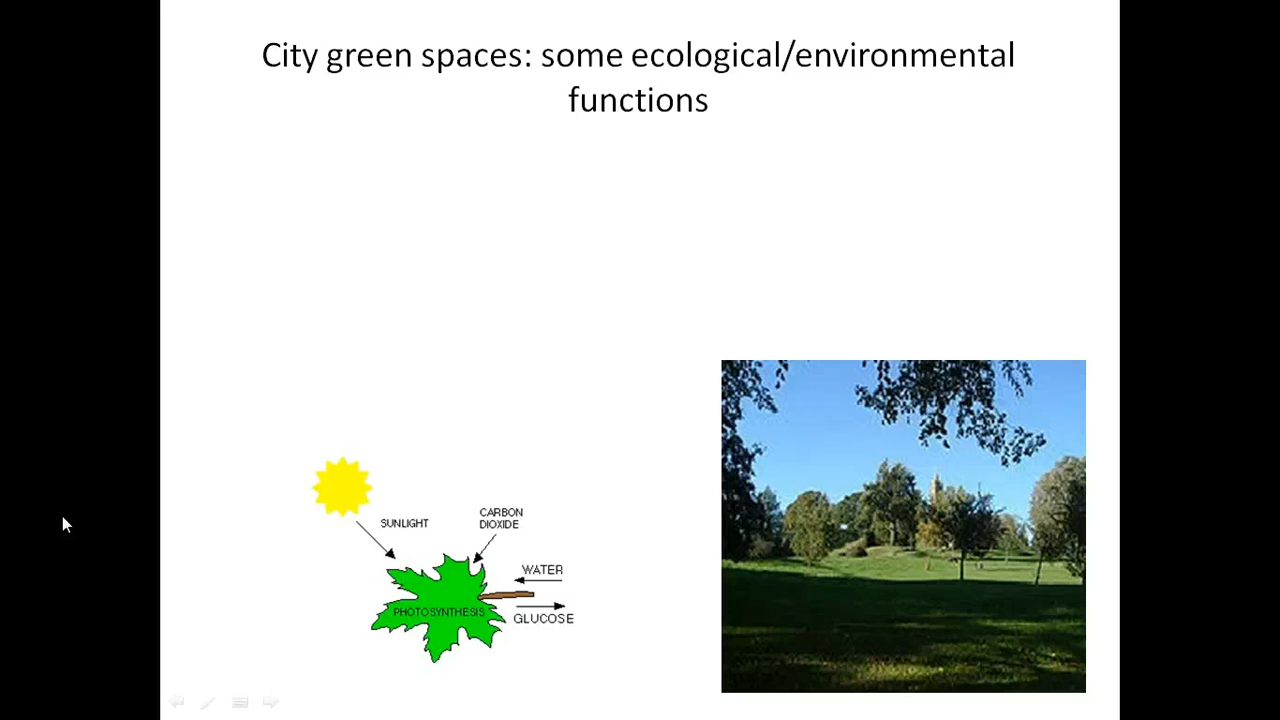 City green spaces: some ecological/environmental
functions
SUNLIGHT
CARBON
DIOXIDE
WATER
PHOTOSYNTHESIS
GLUCOSE